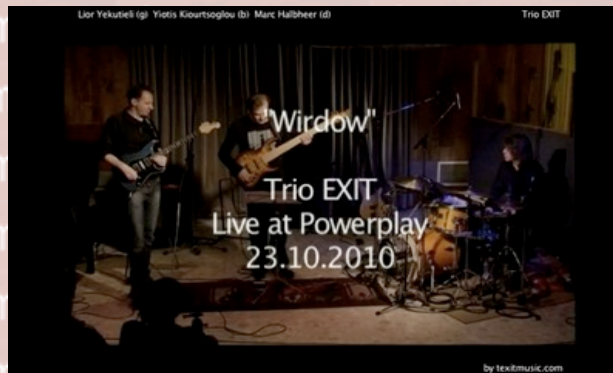 Lior Yekutieli (g) Yiotis Kiourtsoglou (b) Marc Halbheer (d) Trio EXIT
"Wirdow"
Trio EXIT
Live at Powerplay
23.10.2010
by texitmusic.com